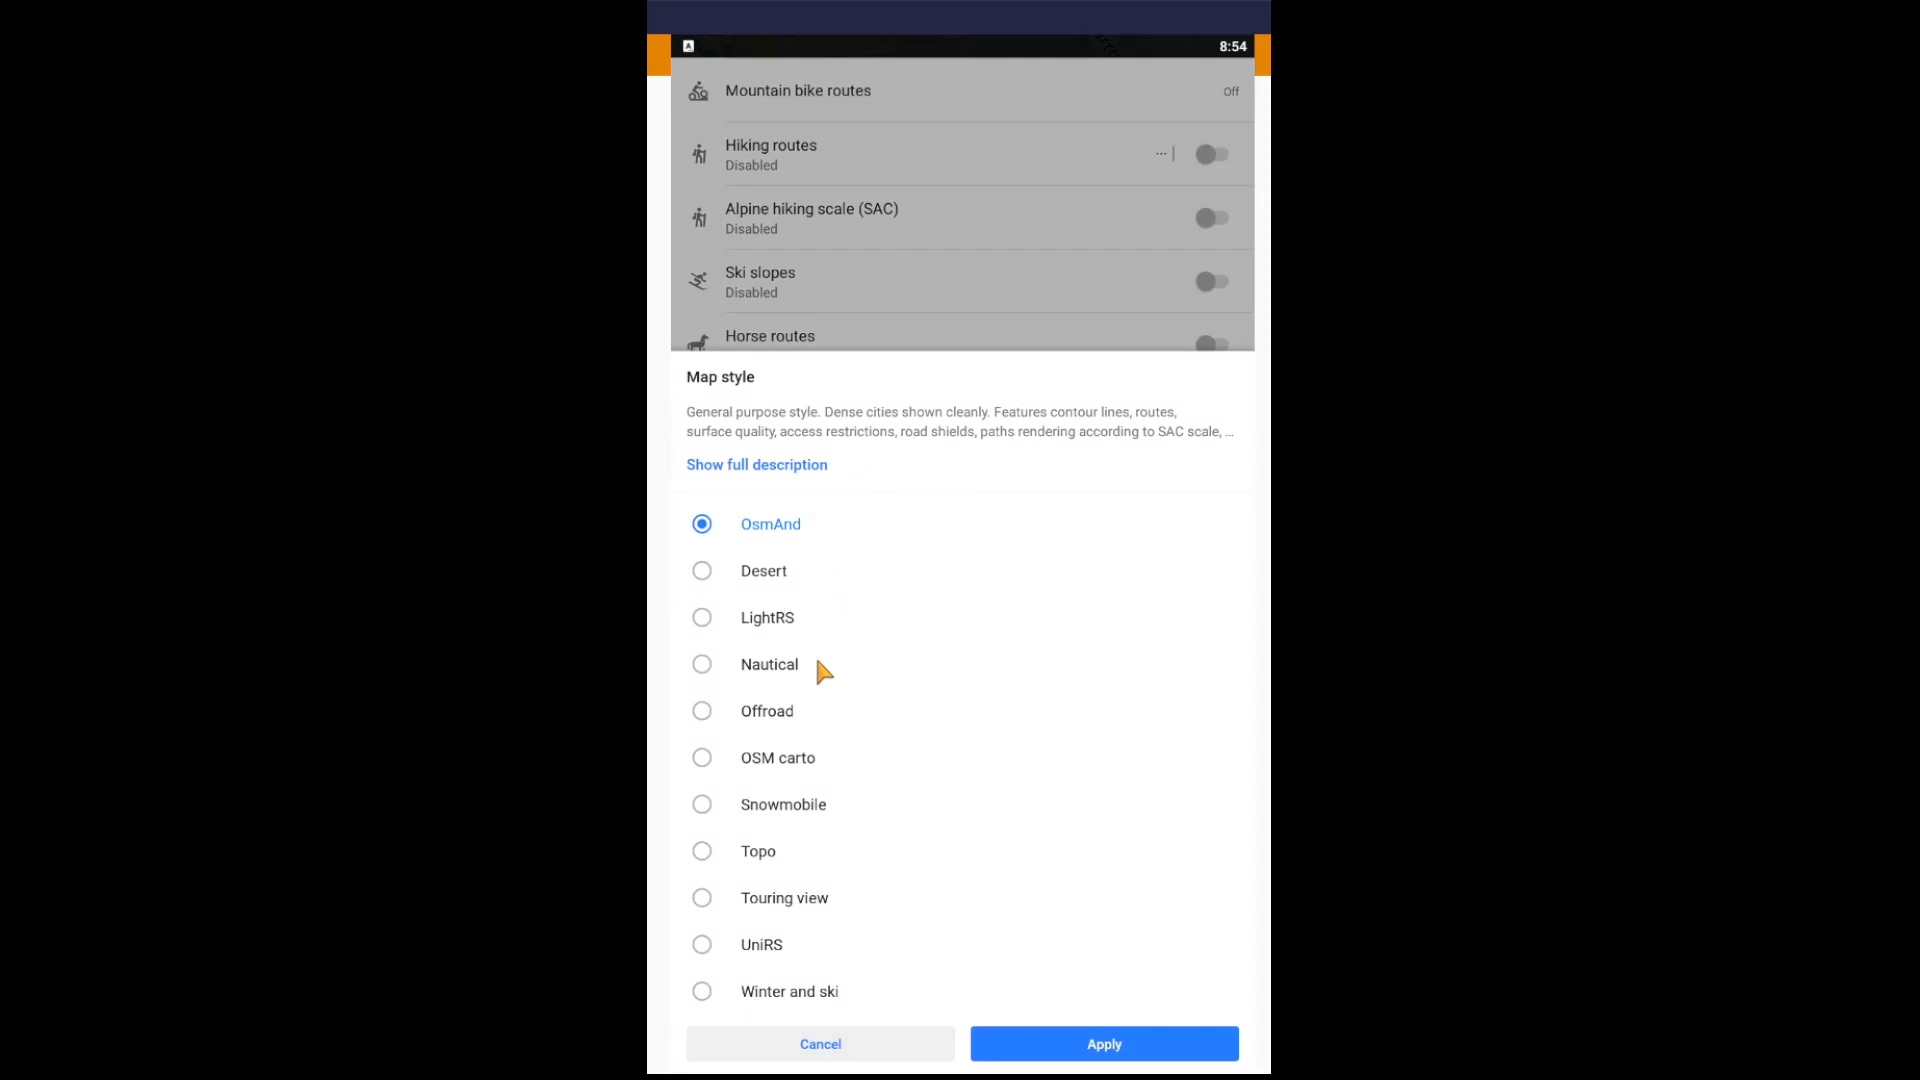 8:54
Mountain bike routes
Off
Hiking routes
Disabled
Alpine hiking scale (SAC)
Disabled
Ski slopes
Disabled
Horse routes
Map style
General purpose style. Dense cities shown cleanly. Features contour lines, routes,
surface quality, access restrictions, road shields, paths rendering according to SAC scale, ...
Show full description
OsmAnd
Desert
LightRS
Nautical
Offroad
OSM carto
Snowmobile
Topo
Touring view
UniRS
Winter and ski
Cancel
Apply